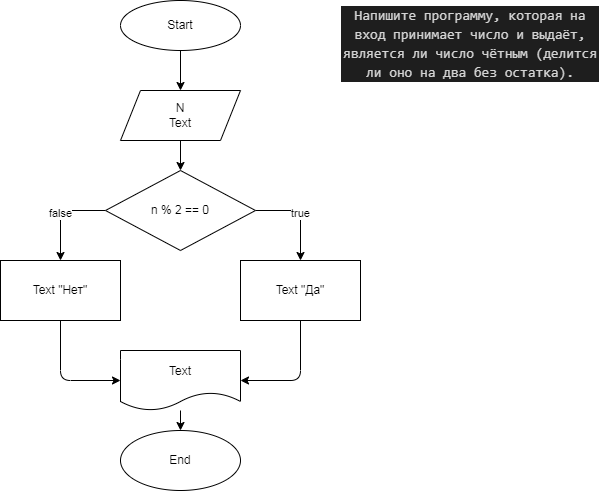 Start
Напишите программу, которая на
вход принимает число и выдаёт,
является ли число чётным (делится
ли оно на два без остатка).
N
Text
n % 2 == 0
false
true
Text "Нет"
Text "Да"
Text
End